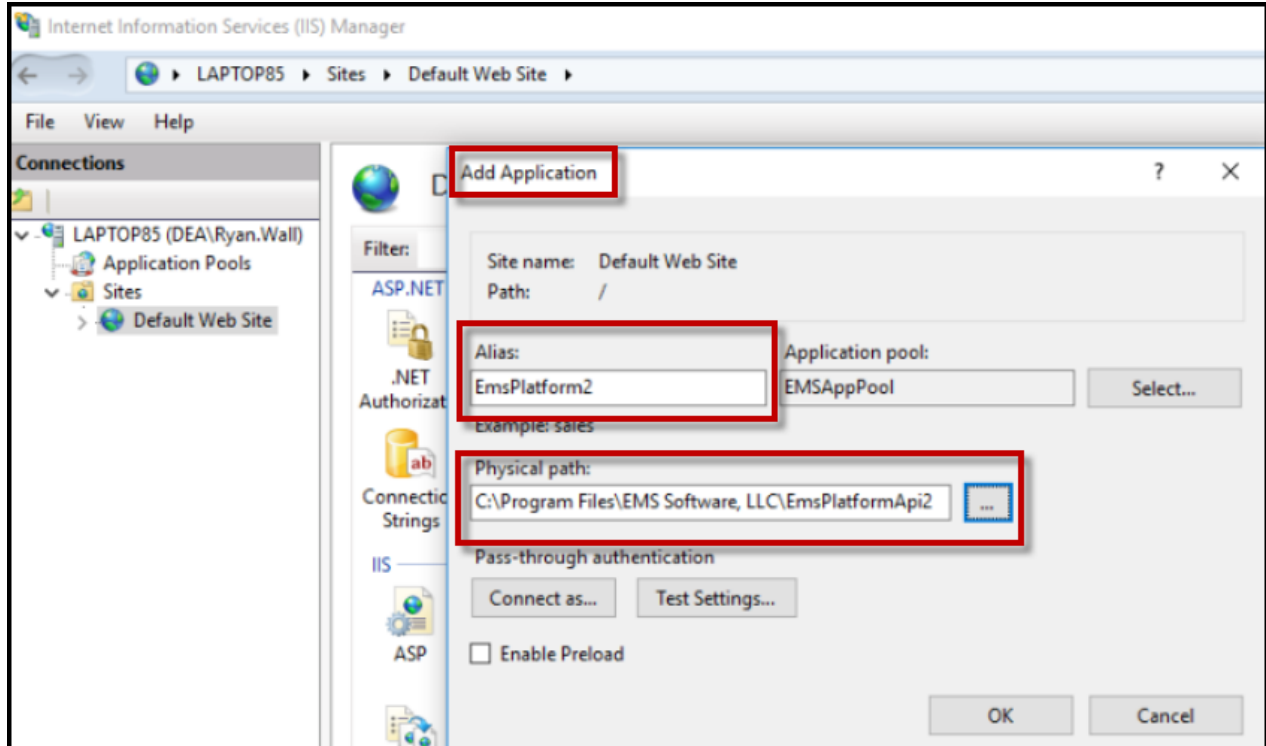 Internet Information Services (IIS) Manager
LAPTOP85 Sites Default Web Site
File View Help
Connections
LAPTOP85 (DEA\Ryan.Wall)
Application Pools
Sites
Default Web Site
D
Filter:
ASP.NET
.NET
Authorizat
Connectio
Strings
IIS
ASP
Add Application
? X
Site name: Default Web Site
Path: /
Alias: Application pool:
EmsPlatform2 EMSAppPool Select...
Example: sales
Physical path:
C:\Program Files\EMS Software, LLC\EmsPlatformApi2 ...
Pass-through authentication
Connect as... Test Settings...
Enable Preload
OK Cancel